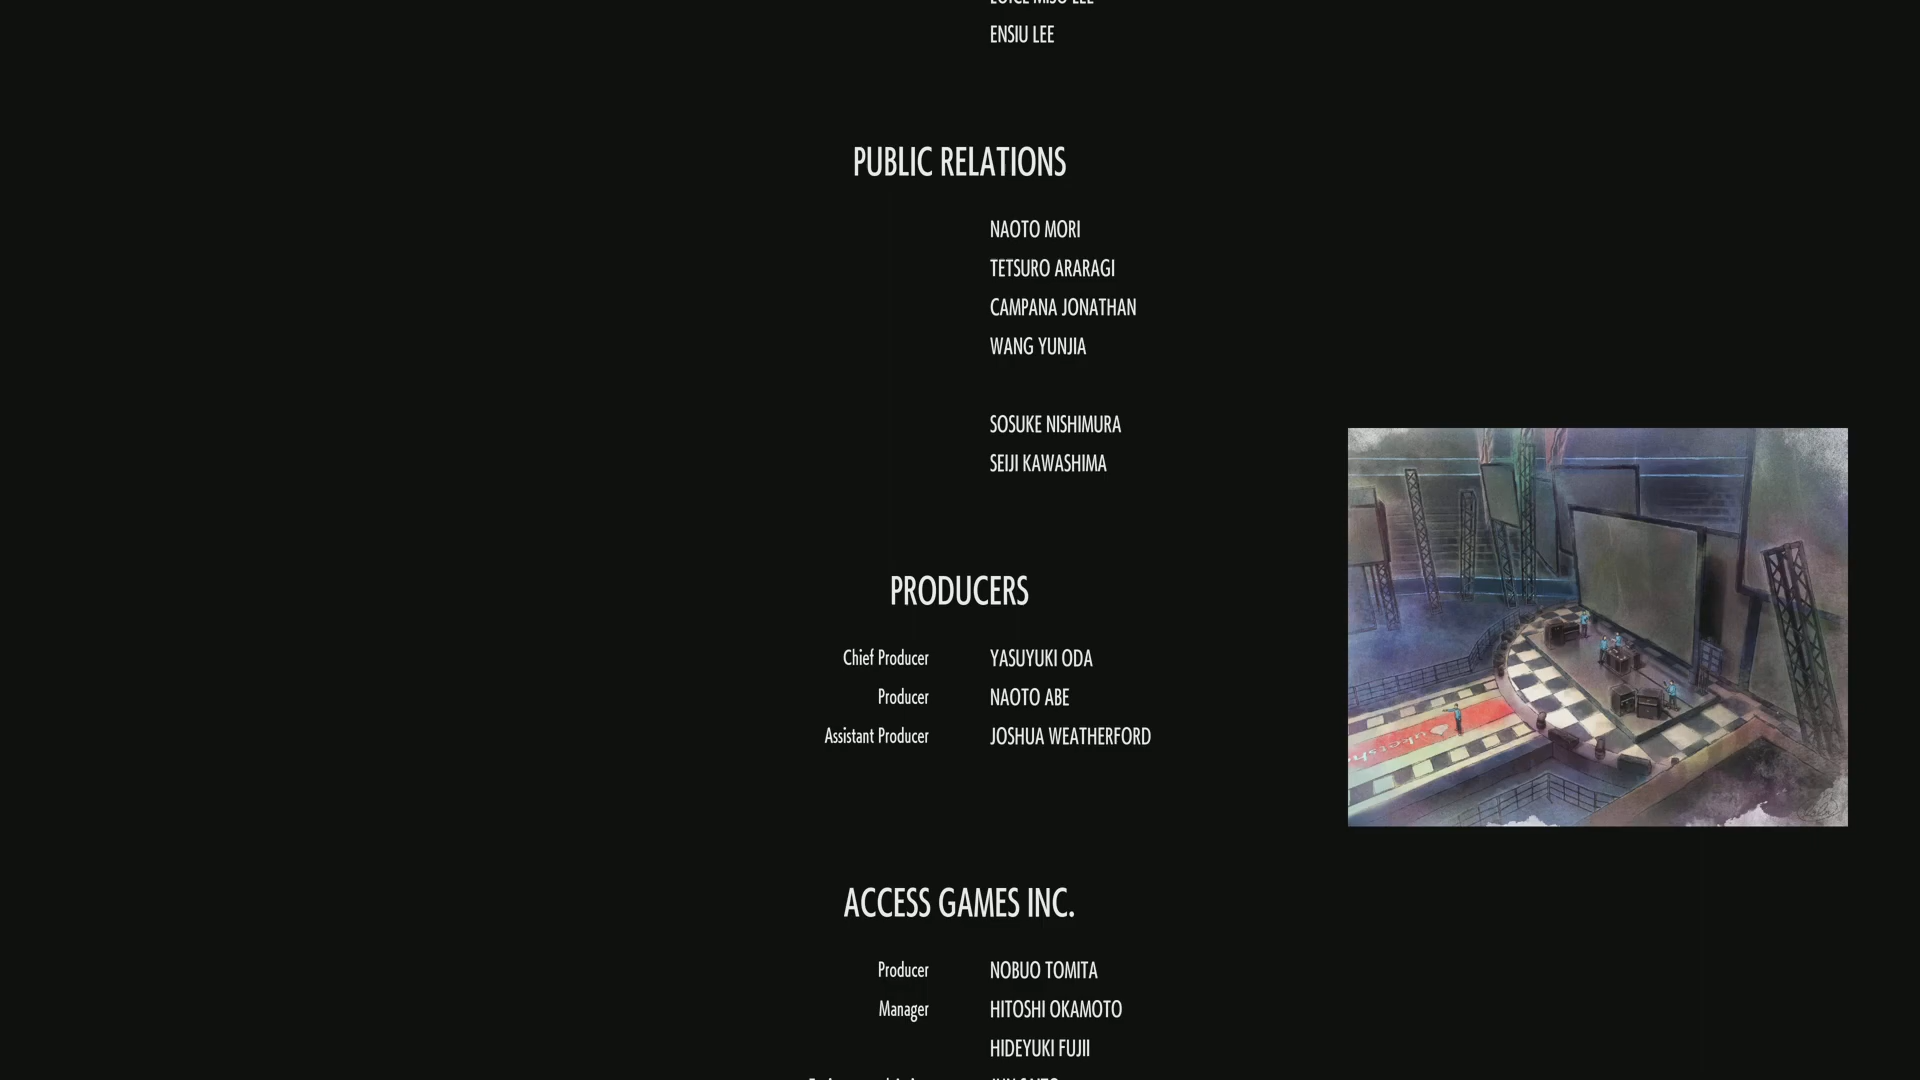 ENSIU LEE
PUBLIC RELATIONS
NAOTO MORI
TETSURO ARARAGI
CAMPANA JONATHAN
WANG YUNJIA
SOSUKE NISHIMURA
SEIJI KAWASHIMA
PRODUCERS
Chief Producer YASUYUKI ODA
Producer NAOTO ABE
Assistant Producer JOSHUA WEATHERFORD
ACCESS GAMES INC.
Producer NOBUO TOMITA
Manager HITOSHI OKAMOTO
HIDEYUKI FUJII